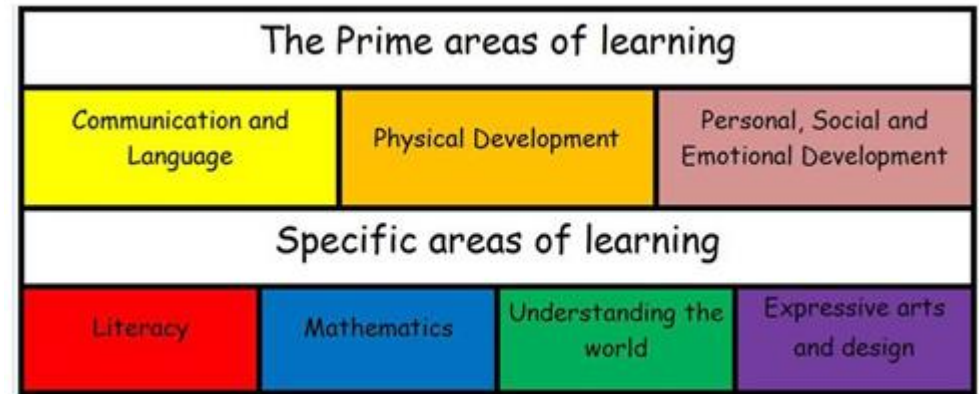 The Prime areas of learning
Communication and
Language
Physical Development
Personal, Social and
Emotional Development
Specific areas of learning
Literacy
Mathematics
Understanding the
world
Expressive arts
and design